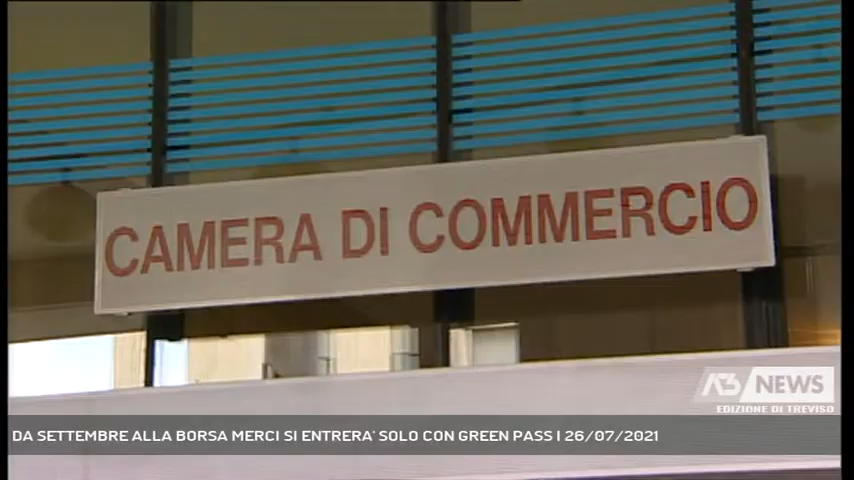 CAMERA DI COMMERCIO
A3 NEWS
EDIZIONE DI TREVISO
DA SETTEMBRE ALLA BORSA MERCI SI ENTRERA' SOLO CON GREEN PASS | 26/07/2021